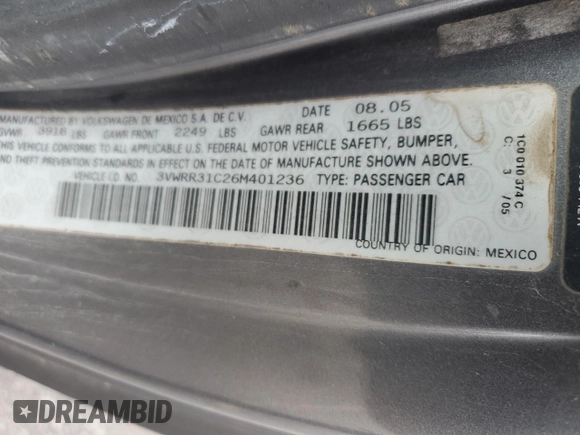 MANUFACTURED BY VOLKSWAGEN DE MEXICO S.A. DE C.V. DATE 08.05
GVWR 3918 LBS GAWR FRONT 2249 LBS GAWR REAR 1665 LBS
THIS VEHICLE CONFORMS TO ALL APPLICABLE U.S. FEDERAL MOTOR VEHICLE SAFETY, BUMPER,
AND THEFT PREVENTION STANDARDS IN EFFECT ON THE DATE OF MANUFACTURE SHOWN ABOVE.
VEHICLE I.D. NO. 3VWRR31C26M401236 TYPE: PASSENGER CAR
COUNTRY OF ORIGIN: MEXICO
1C0 010 374 C
C: 3 / 05
DREAMBID